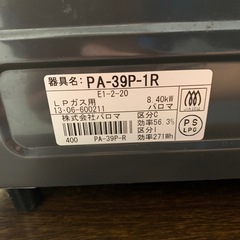 器具名: PA-39P-1R
E1-2-20
LPガス用 8.40kW
13-06-600211 パロマ
株式会社パロマ 区分C
効率56.3%
区分I
400 PA-39P-R 効率271Wh
PS
LPG